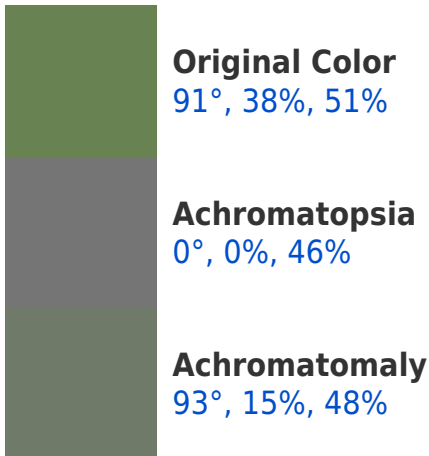 Original Color
91°, 38%, 51%
Achromatopsia
0°, 0%, 46%
Achromatomaly
93°, 15%, 48%